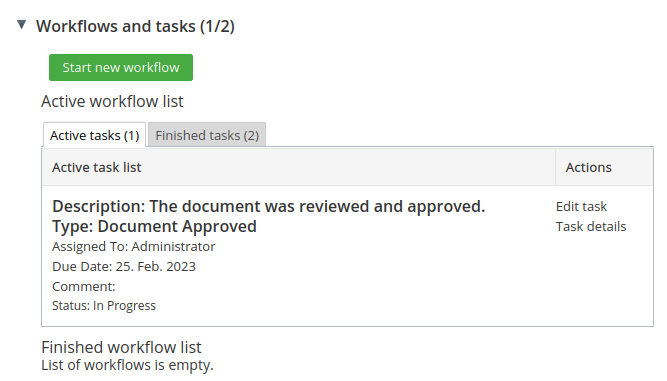 Workflows and tasks (1/2)
Start new workflow
Active workflow list
Active tasks (1) Finished tasks (2)
Active task list Actions
Description: The document was reviewed and approved. Edit task
Type: Document Approved Task details
Assigned To: Administrator
Due Date: 25. Feb. 2023
Comment:
Status: In Progress
Finished workflow list
List of workflows is empty.